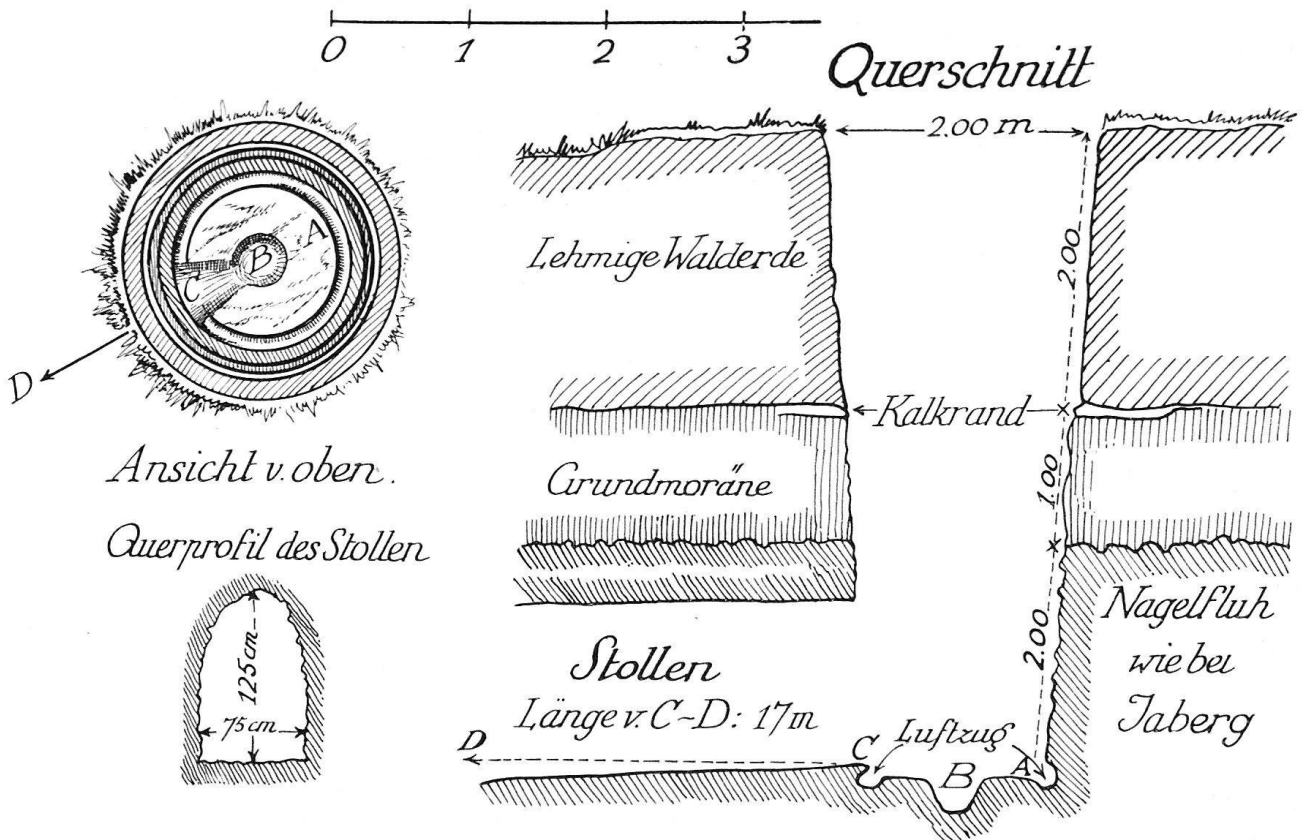 0 1 2 3
Querschnitt
2.00 m
A
B
C
D
Lehmige Walderde
2.00
Kalkrand
Ansicht v. oben.
Grundmoräne
1.00
Querprofil des Stollen
125 cm
75 cm
Stollen
Länge v. C-D: 17 m
2.00
Nagelfluh
wie bei
Jaberg
D
C
Luftzug
A
B